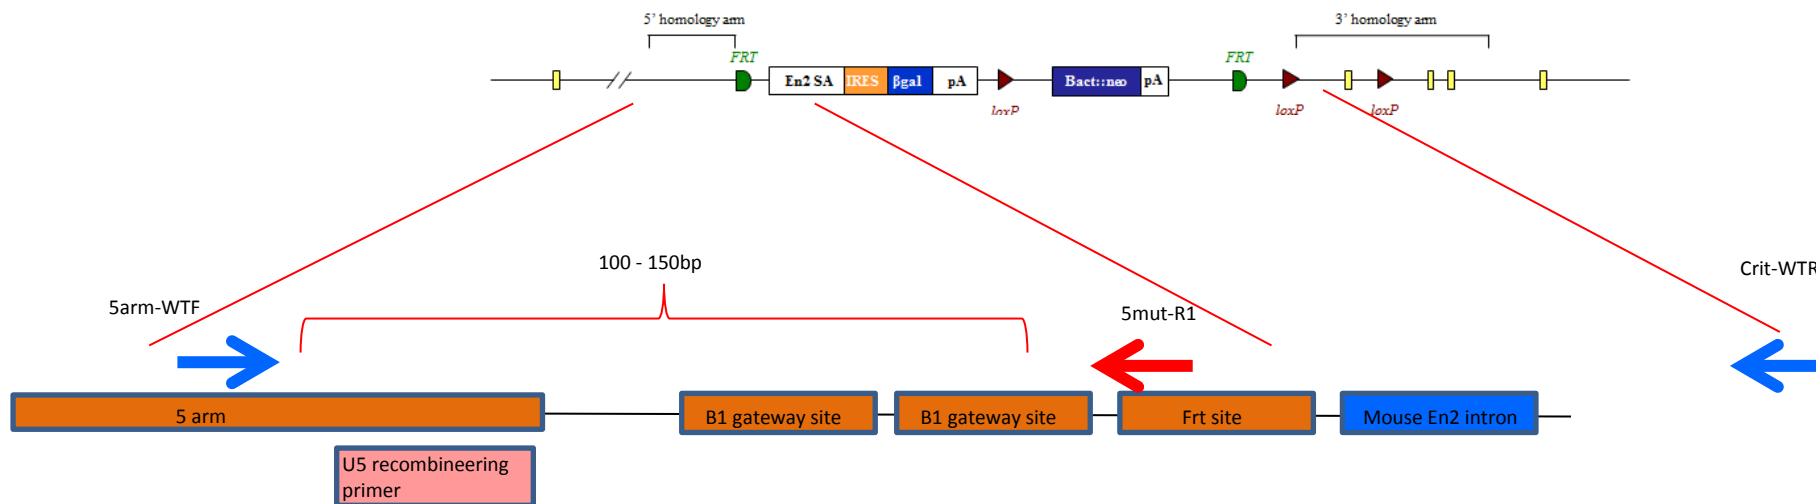 5' homology arm
3' homology arm
FRT
FRT
En2 SA
IRES
βgal
pA
Bact::neo
pA
loxP
loxP
loxP
100 - 150bp
Crit-WTR
5arm-WTF
5mut-R1
5 arm
B1 gateway site
B1 gateway site
Frt site
Mouse En2 intron
U5 recombineering
primer